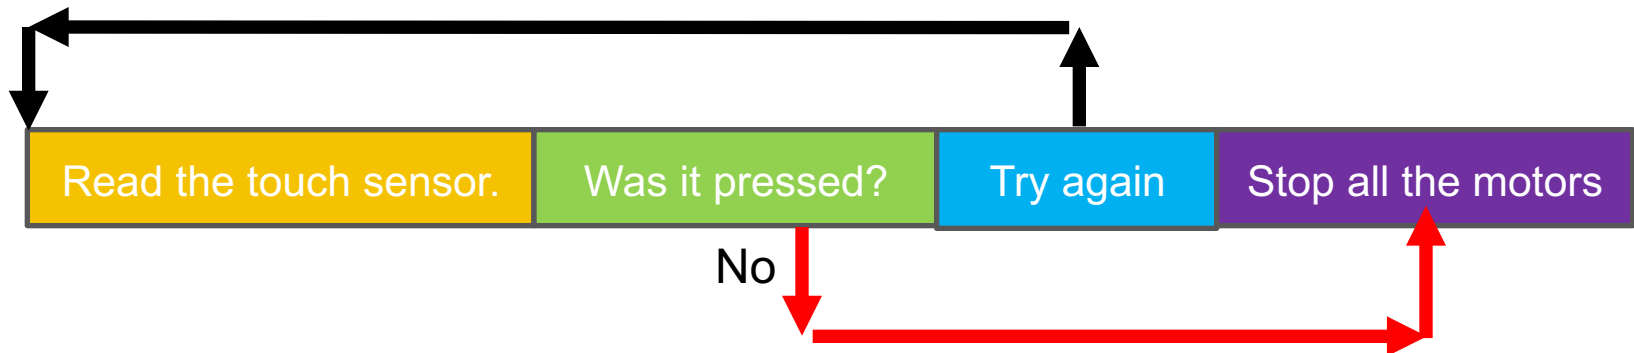 Read the touch sensor.
Was it pressed?
Try again
Stop all the motors
No